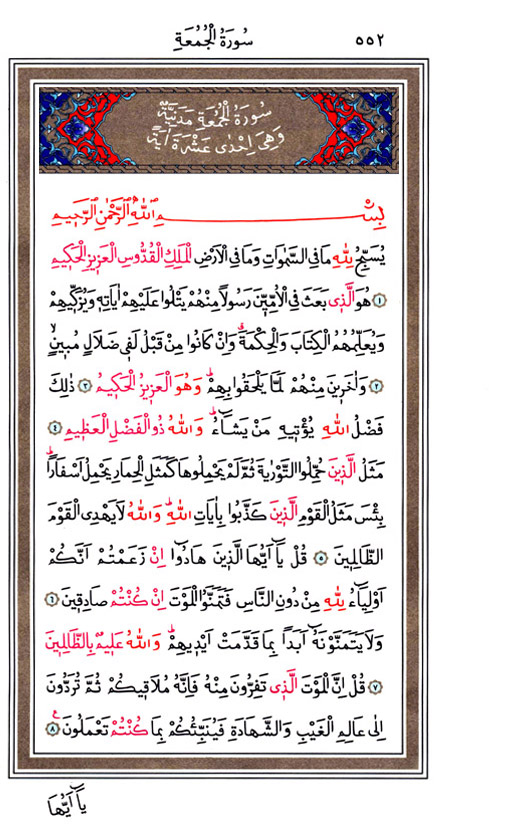 ٥٥٢ سُورَةُ الْجُمُعَةِ
سُورَةُ الْجُمُعَةِ مَدَنِيَّةٌ
وَهِيَ اِحْدٰى عَشْرَةَ اٰيَةً
بِسْمِ اللّٰهِ الرَّحْمٰنِ الرَّحِيمِ
يُسَبِّحُ لِلّٰهِ مَا فِي السَّمٰوَاتِ وَمَا فِي الْاَرْضِ الْمَلِكِ الْقُدُّوسِ الْعَزِيزِ الْحَكِيمِ
﴿١﴾ هُوَ الَّذِي بَعَثَ فِي الْاُمِّيّنَ رَسُولًا مِنْهُمْ يَتْلُوا عَلَيْهِمْ اٰيَاتِهِ وَيُزَكِّيهِمْ
وَيُعَلِّمُهُمُ الْكِتَابَ وَالْحِكْمَةَ وَاِنْ كَانُوا مِنْ قَبْلُ لَفِي ضَلَالٍ مُبِينٍ
﴿٢﴾ وَاٰخَرِينَ مِنْهُمْ لَمَّا يَلْحَقُوا بِهِمْ وَهُوَ الْعَزِيزُ الْحَكِيمُ ﴿٣﴾ ذٰلِكَ
فَضْلُ اللّٰهِ يُؤْتِيهِ مَنْ يَشَاءُ وَاللّٰهُ ذُو الْفَضْلِ الْعَظِيمِ ﴿٤﴾
مَثَلُ الَّذِينَ حُمِّلُوا التَّوْرٰيةَ ثُمَّ لَمْ يَحْمِلُوهَا كَمَثَلِ الْحِمَارِ يَحْمِلُ اَسْفَارًا
بِئْسَ مَثَلُ الْقَوْمِ الَّذِينَ كَذَّبُوا بِاٰيَاتِ اللّٰهِ وَاللّٰهُ لَا يَهْدِي الْقَوْمَ
الظَّالِمِينَ ﴿٥﴾ قُلْ يَا اَيُّهَا الَّذِينَ هَادُوا اِنْ زَعَمْتُمْ اَنَّكُمْ
اَوْلِيَاءُ لِلّٰهِ مِنْ دُونِ النَّاسِ فَتَمَنَّوُا الْمَوْتَ اِنْ كُنْتُمْ صَادِقِينَ ﴿٦﴾
وَلَا يَتَمَنَّوْنَهُ اَبَدًا بِمَا قَدَّمَتْ اَيْدِيهِمْ وَاللّٰهُ عَلِيمٌ بِالظَّالِمِينَ
﴿٧﴾ قُلْ اِنَّ الْمَوْتَ الَّذِي تَفِرُّونَ مِنْهُ فَاِنَّهُ مُلَاقِيكُمْ ثُمَّ تُرَدُّونَ
اِلٰى عَالِمِ الْغَيْبِ وَالشَّهَادَةِ فَيُنَبِّئُكُمْ بِمَا كُنْتُمْ تَعْمَلُونَ ﴿٨﴾ ع
يَا اَيُّهَا